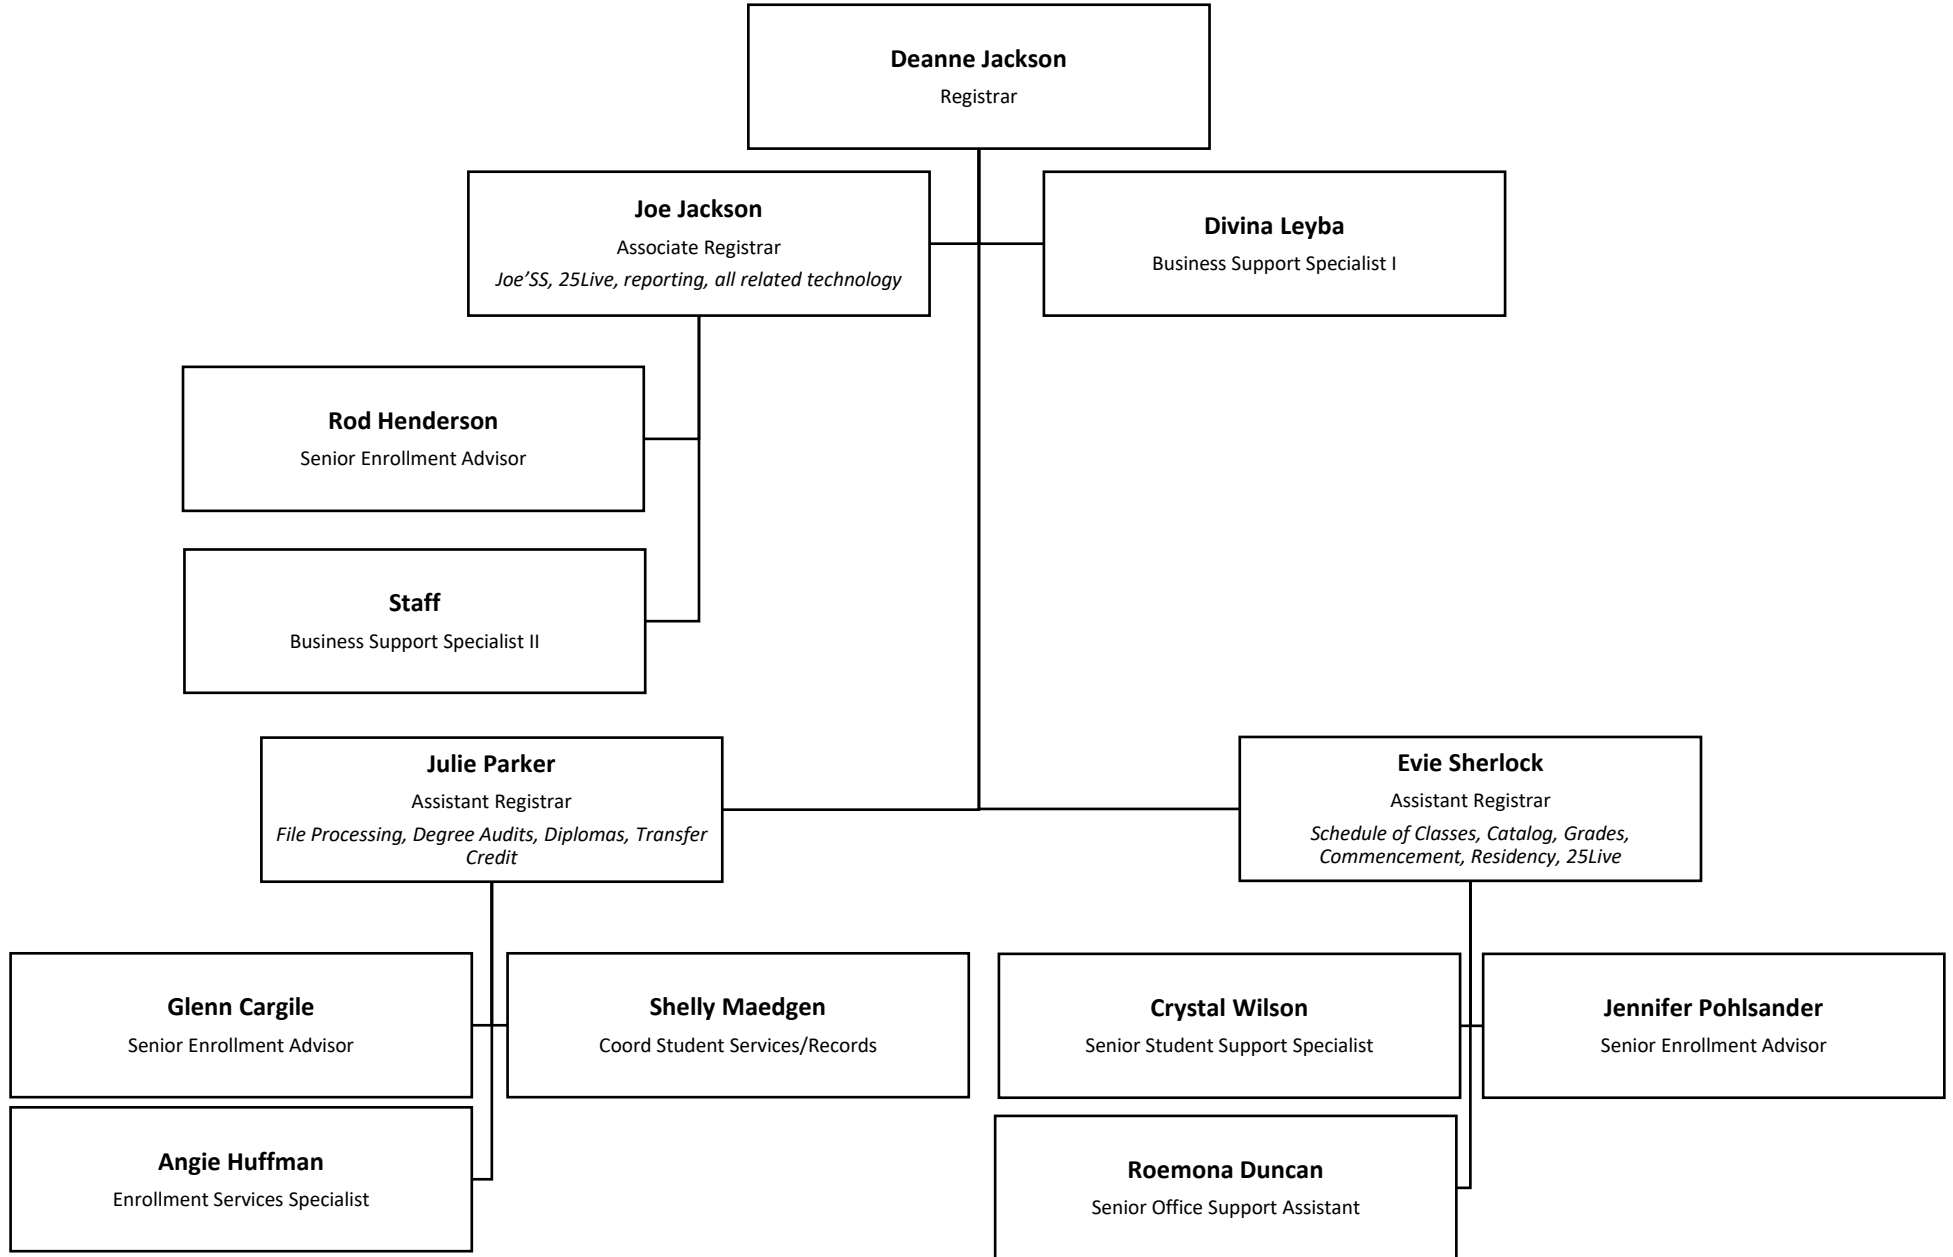 Deanne Jackson
Registrar
Joe Jackson
Associate Registrar
Joe’SS, 25Live, reporting, all related technology
Divina Leyba
Business Support Specialist I
Rod Henderson
Senior Enrollment Advisor
Staff
Business Support Specialist II
Julie Parker
Assistant Registrar
File Processing, Degree Audits, Diplomas, Transfer
Credit
Evie Sherlock
Assistant Registrar
Schedule of Classes, Catalog, Grades,
Commencement, Residency, 25Live
Glenn Cargile
Senior Enrollment Advisor
Shelly Maedgen
Coord Student Services/Records
Crystal Wilson
Senior Student Support Specialist
Jennifer Pohlsander
Senior Enrollment Advisor
Angie Huffman
Enrollment Services Specialist
Roemona Duncan
Senior Office Support Assistant